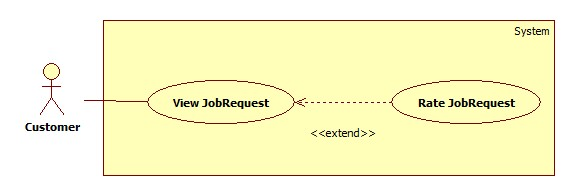 System
View JobRequest
Rate JobRequest
Customer
<<extend>>